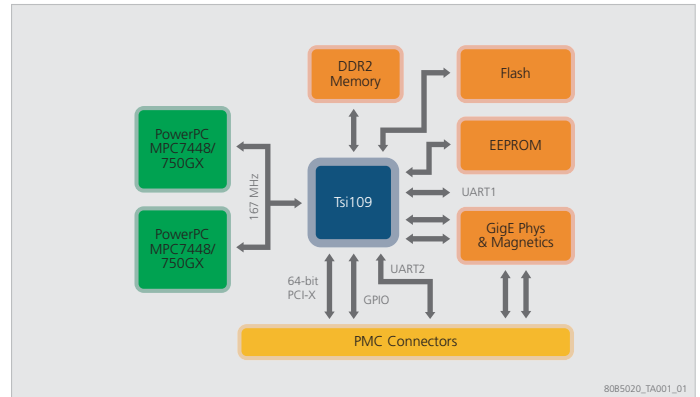 DDR2
Memory
Flash
PowerPC
MPC7448/
750GX
EEPROM
167 MHz
Tsi109
UART1
PowerPC
MPC7448/
750GX
GigE Phys
& Magnetics
64-bit
PCI-X
GPIO
UART2
PMC Connectors
80B5020_TA001_01